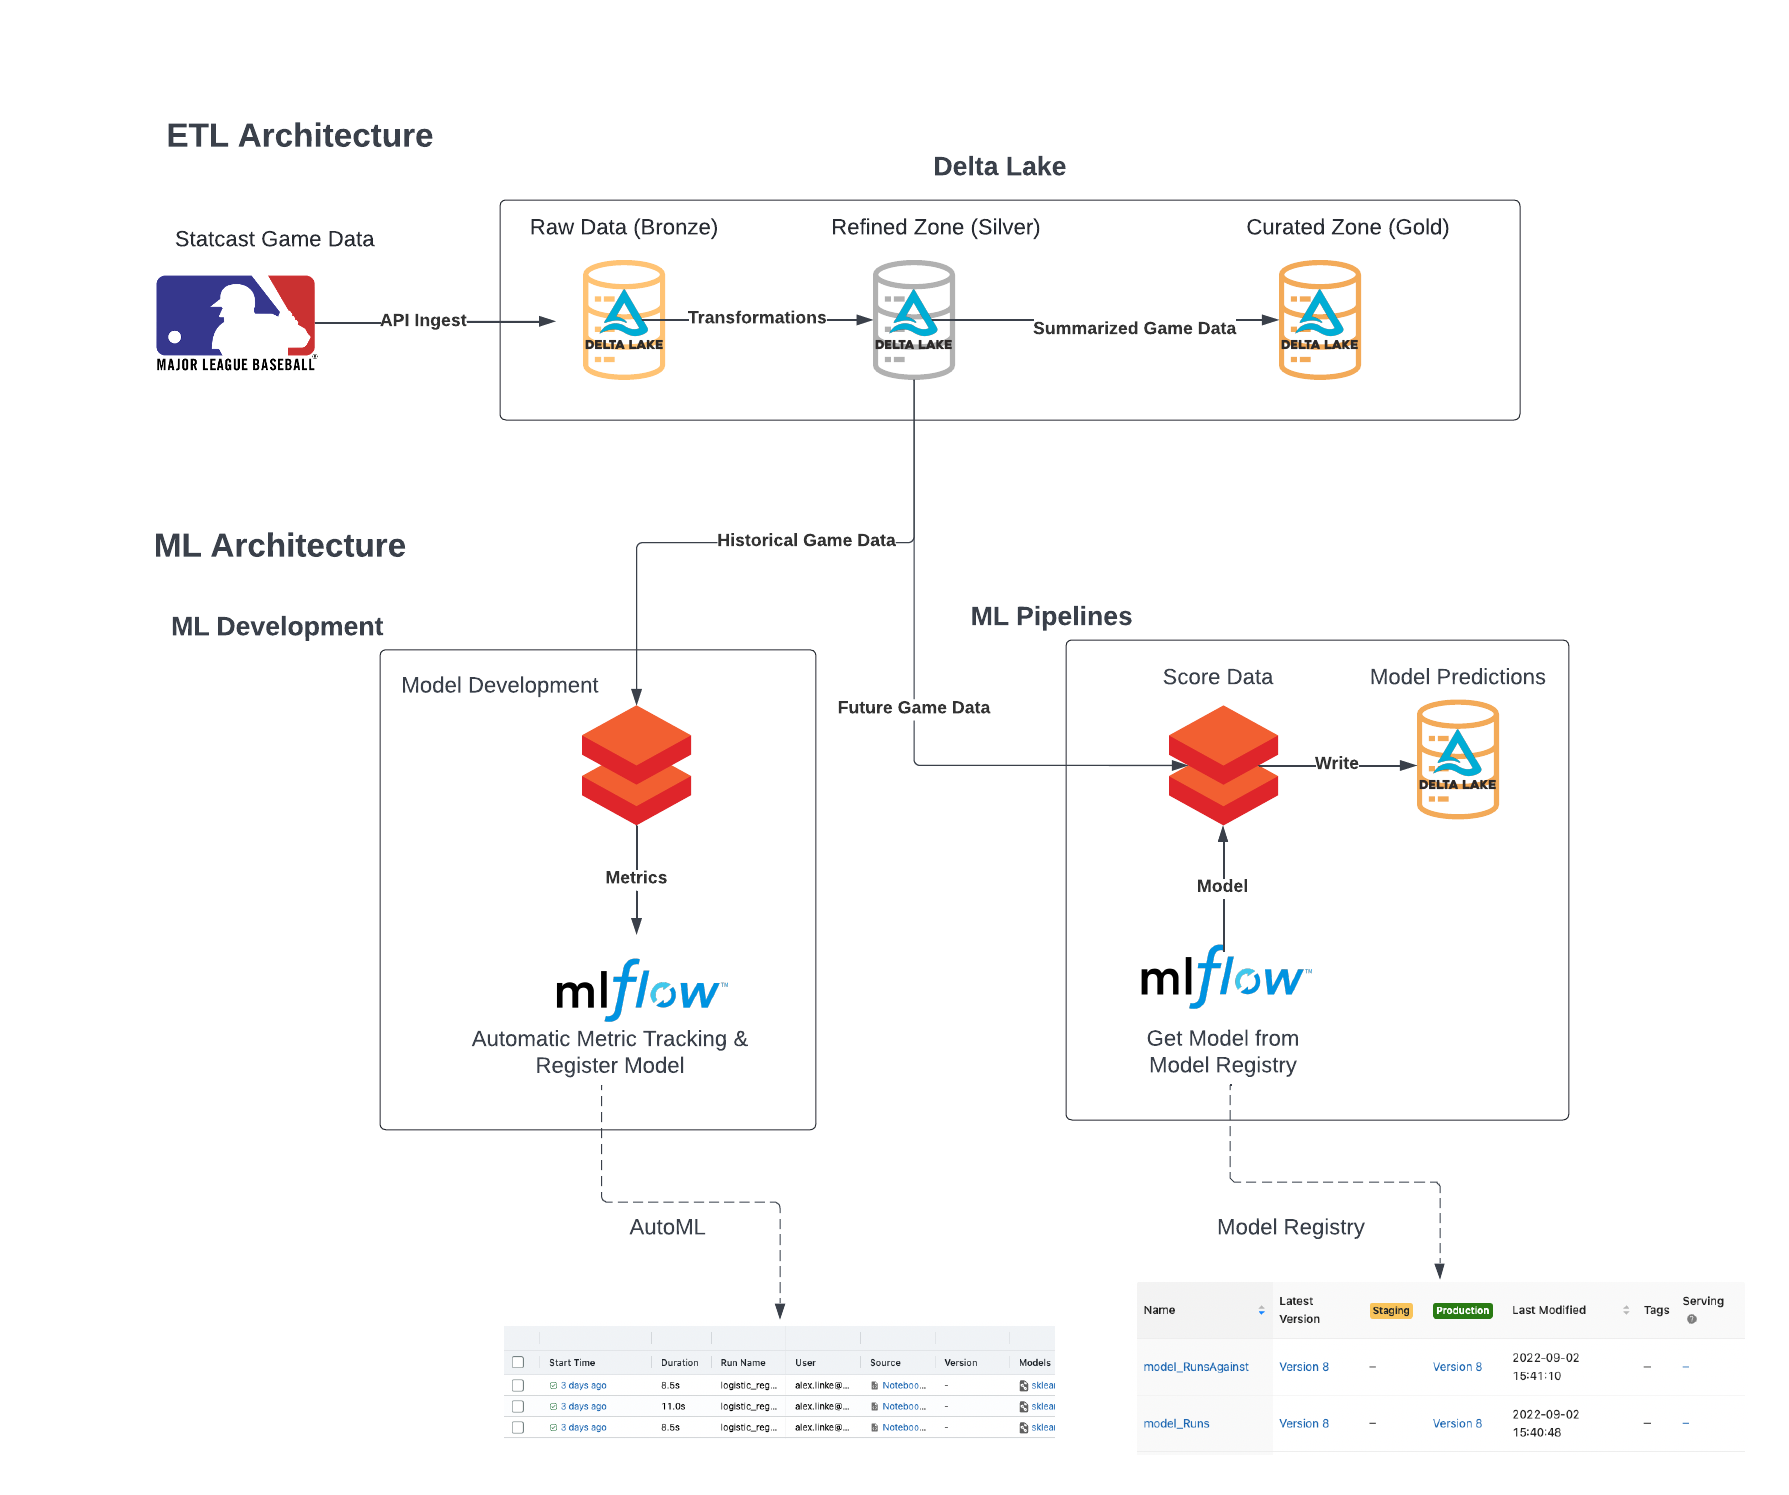 ETL Architecture
Delta Lake
Statcast Game Data
MAJOR LEAGUE BASEBALL®
API Ingest
Raw Data (Bronze)
DELTA LAKE
Transformations
Refined Zone (Silver)
DELTA LAKE
Summarized Game Data
Curated Zone (Gold)
DELTA LAKE
Historical Game Data
Future Game Data
ML Architecture
ML Development
Model Development
Metrics
mlflow™
Automatic Metric Tracking &
Register Model
AutoML
Start Time Duration Run Name User Source Version Models
3 days ago 8.5s logistic_reg... alex.linke@... Noteboo... - sklear
3 days ago 11.0s logistic_reg... alex.linke@... Noteboo... - sklear
3 days ago 8.5s logistic_reg... alex.linke@... Noteboo... - sklear
ML Pipelines
Score Data
Write
Model Predictions
DELTA LAKE
Model
mlflow™
Get Model from
Model Registry
Model Registry
Name Latest Version Staging Production Last Modified Tags Serving
model_RunsAgainst Version 8 – Version 8 2022-09-02 15:41:10 – –
model_Runs Version 8 – Version 8 2022-09-02 15:40:48 – –